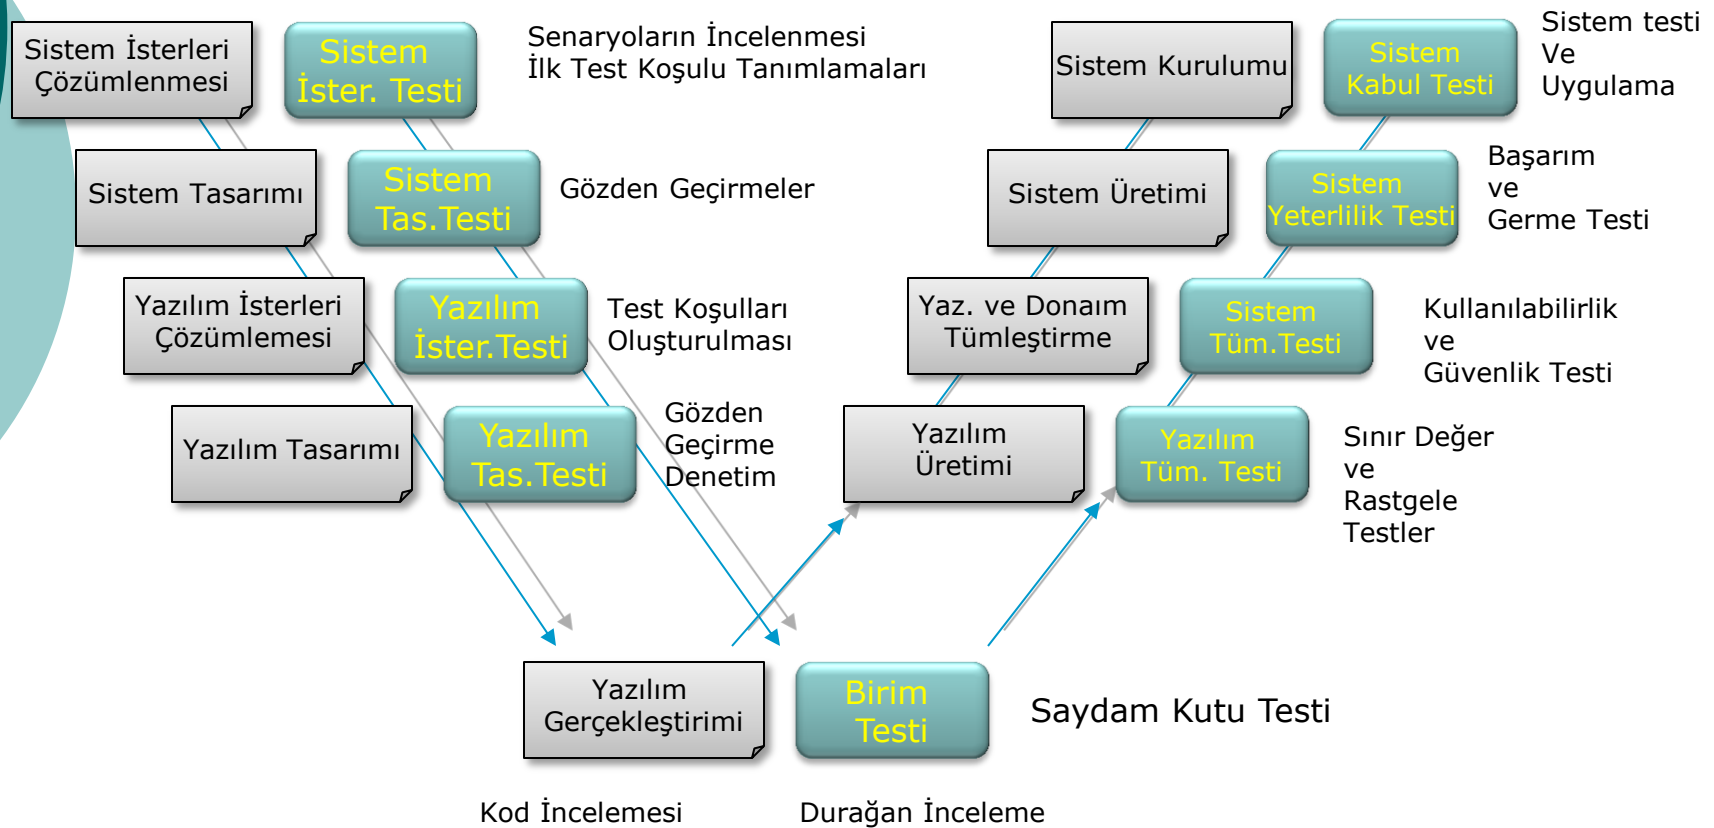 Sistem İsterleri
Çözümlenmesi
Sistem
İster. Testi
Senaryoların İncelenmesi
İlk Test Koşulu Tanımlamaları
Sistem Kurulumu
Sistem
Kabul Testi
Sistem testi
Ve
Uygulama
Sistem Tasarımı
Sistem
Tas.Testi
Gözden Geçirmeler
Sistem Üretimi
Sistem
Yeterlilik Testi
Başarım
ve
Germe Testi
Yazılım İsterleri
Çözümlemesi
Yazılım
İster.Testi
Test Koşulları
Oluşturulması
Yaz. ve Donaım
Tümleştirme
Sistem
Tüm.Testi
Kullanılabilirlik
ve
Güvenlik Testi
Yazılım Tasarımı
Yazılım
Tas.Testi
Gözden
Geçirme
Denetim
Yazılım
Üretimi
Yazılım
Tüm. Testi
Sınır Değer
ve
Rastgele
Testler
Yazılım
Gerçekleştirimi
Birim
Testi
Saydam Kutu Testi
Kod İncelemesi
Durağan İnceleme